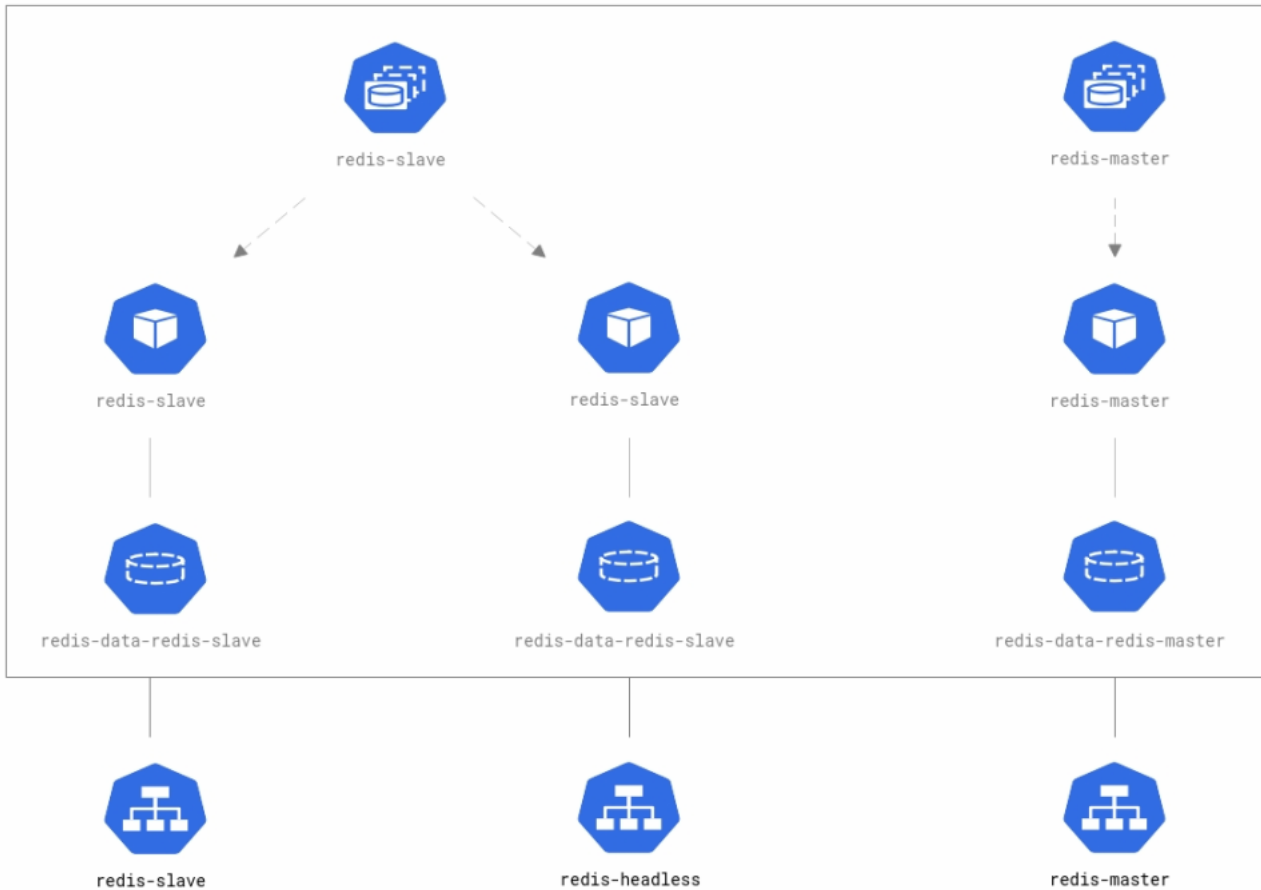 redis-slave
redis-master
redis-slave
redis-slave
redis-master
redis-data-redis-slave
redis-data-redis-slave
redis-data-redis-master
redis-slave
redis-headless
redis-master